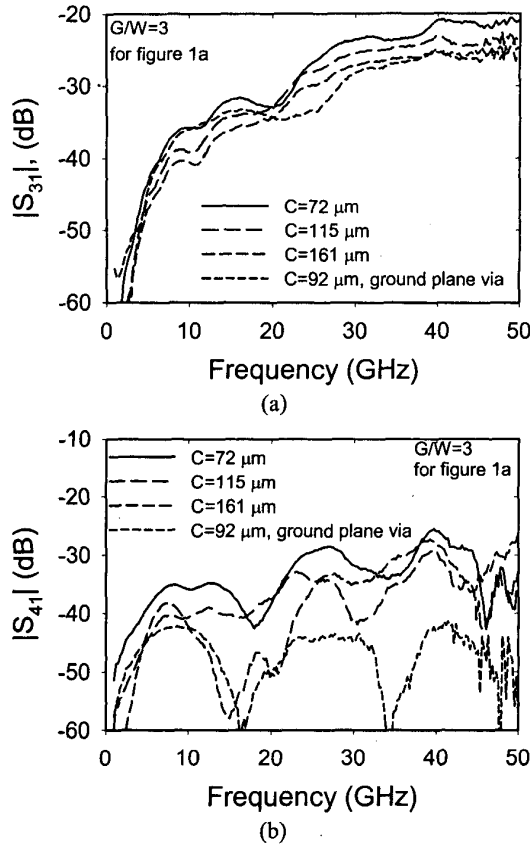 -20
G/W=3
for figure 1a
-30
-40
-50
-60
|S31|, (dB)
C=72 μm
C=115 μm
C=161 μm
C=92 μm, ground plane via
0 10 20 30 40 50
Frequency (GHz)
(a)
-10
G/W=3
for figure 1a
C=72 μm
C=115 μm
C=161 μm
C=92 μm, ground plane via
-20
-30
-40
-50
-60
|S41| (dB)
0 10 20 30 40 50
Frequency (GHz)
(b)